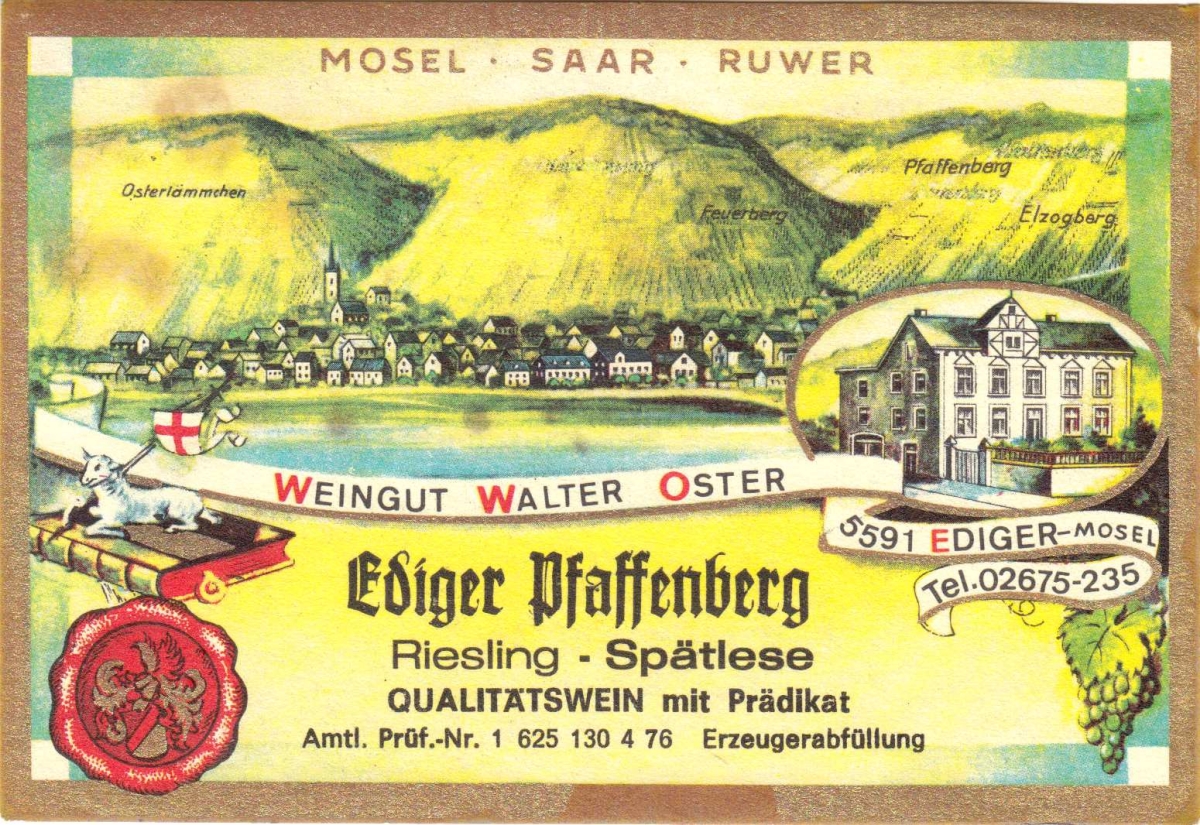 MOSEL · SAAR · RUWER
Osterlämmchen
Feuerberg
Pfaffenberg
Elzogberg
WEINGUT WALTER OSTER
5591 EDIGER-MOSEL
Tel.02675-235
Ediger Pfaffenberg
Riesling - Spätlese
QUALITÄTSWEIN mit Prädikat
Amtl. Prüf.-Nr. 1 625 130 4 76 Erzeugerabfüllung